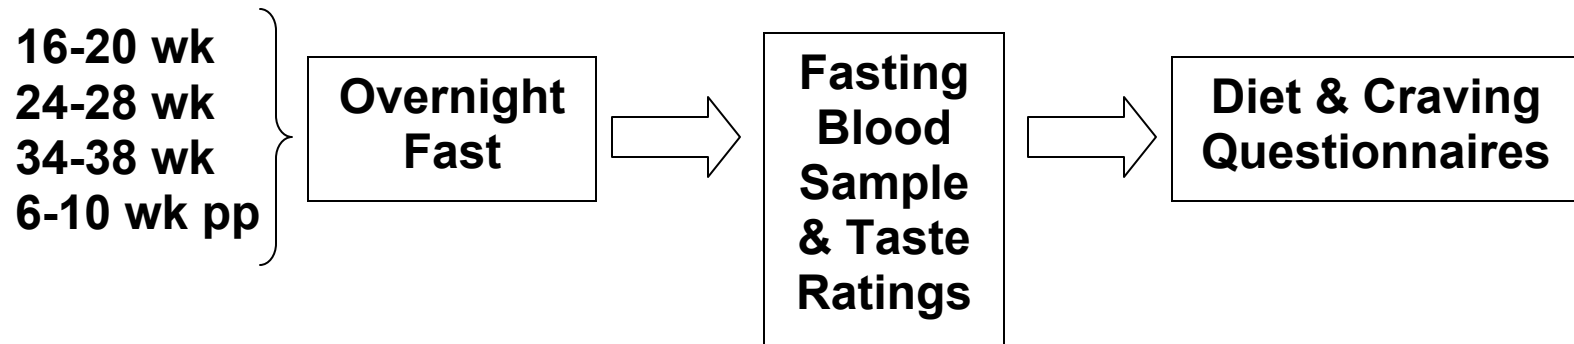 16-20 wk
24-28 wk
34-38 wk
6-10 wk pp
Overnight
Fast
Fasting
Blood
Sample
& Taste
Ratings
Diet & Craving
Questionnaires